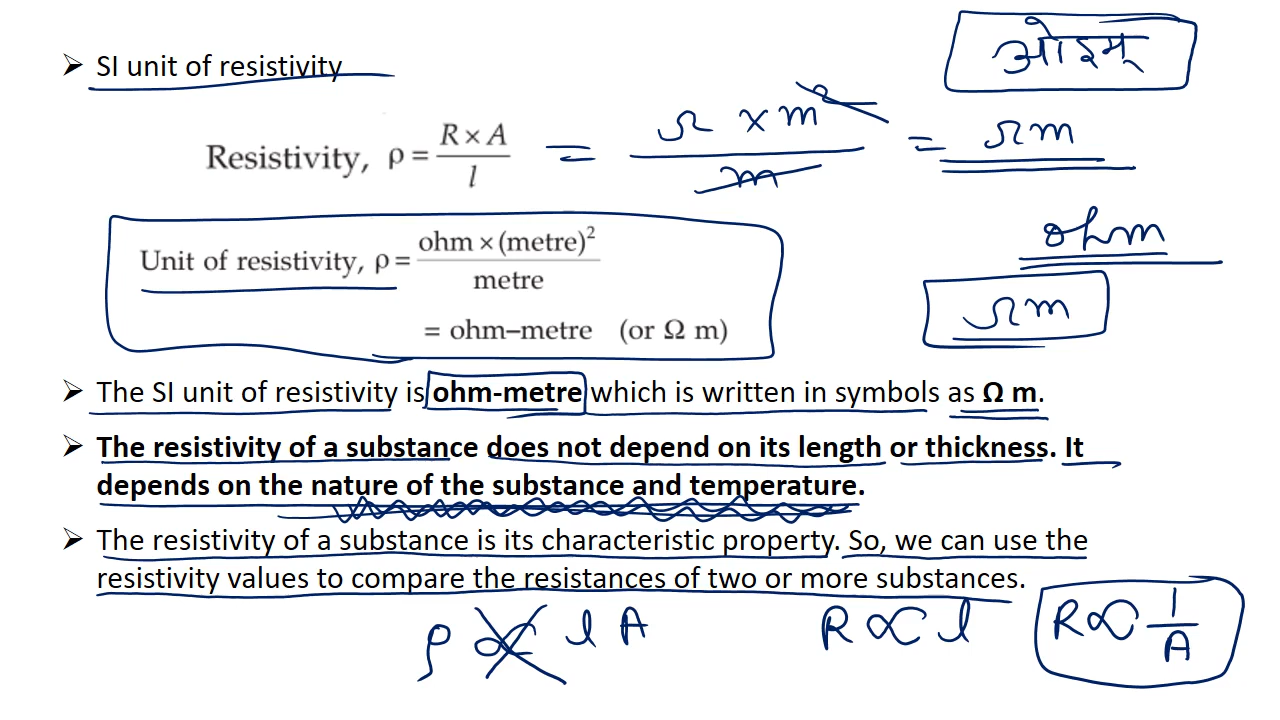 ➤ SI unit of resistivity
ओइम्
Resistivity, ρ = R × A / l = Ω × m² / m = Ω m
ohm
Unit of resistivity, ρ = ohm × (metre)² / metre
Ω m
= ohm–metre (or Ω m)
➤ The SI unit of resistivity is ohm-metre which is written in symbols as Ω m.
➤ The resistivity of a substance does not depend on its length or thickness. It
depends on the nature of the substance and temperature.
➤ The resistivity of a substance is its characteristic property. So, we can use the
resistivity values to compare the resistances of two or more substances.
ρ ∝ l A R ∝ l R ∝ 1 / A